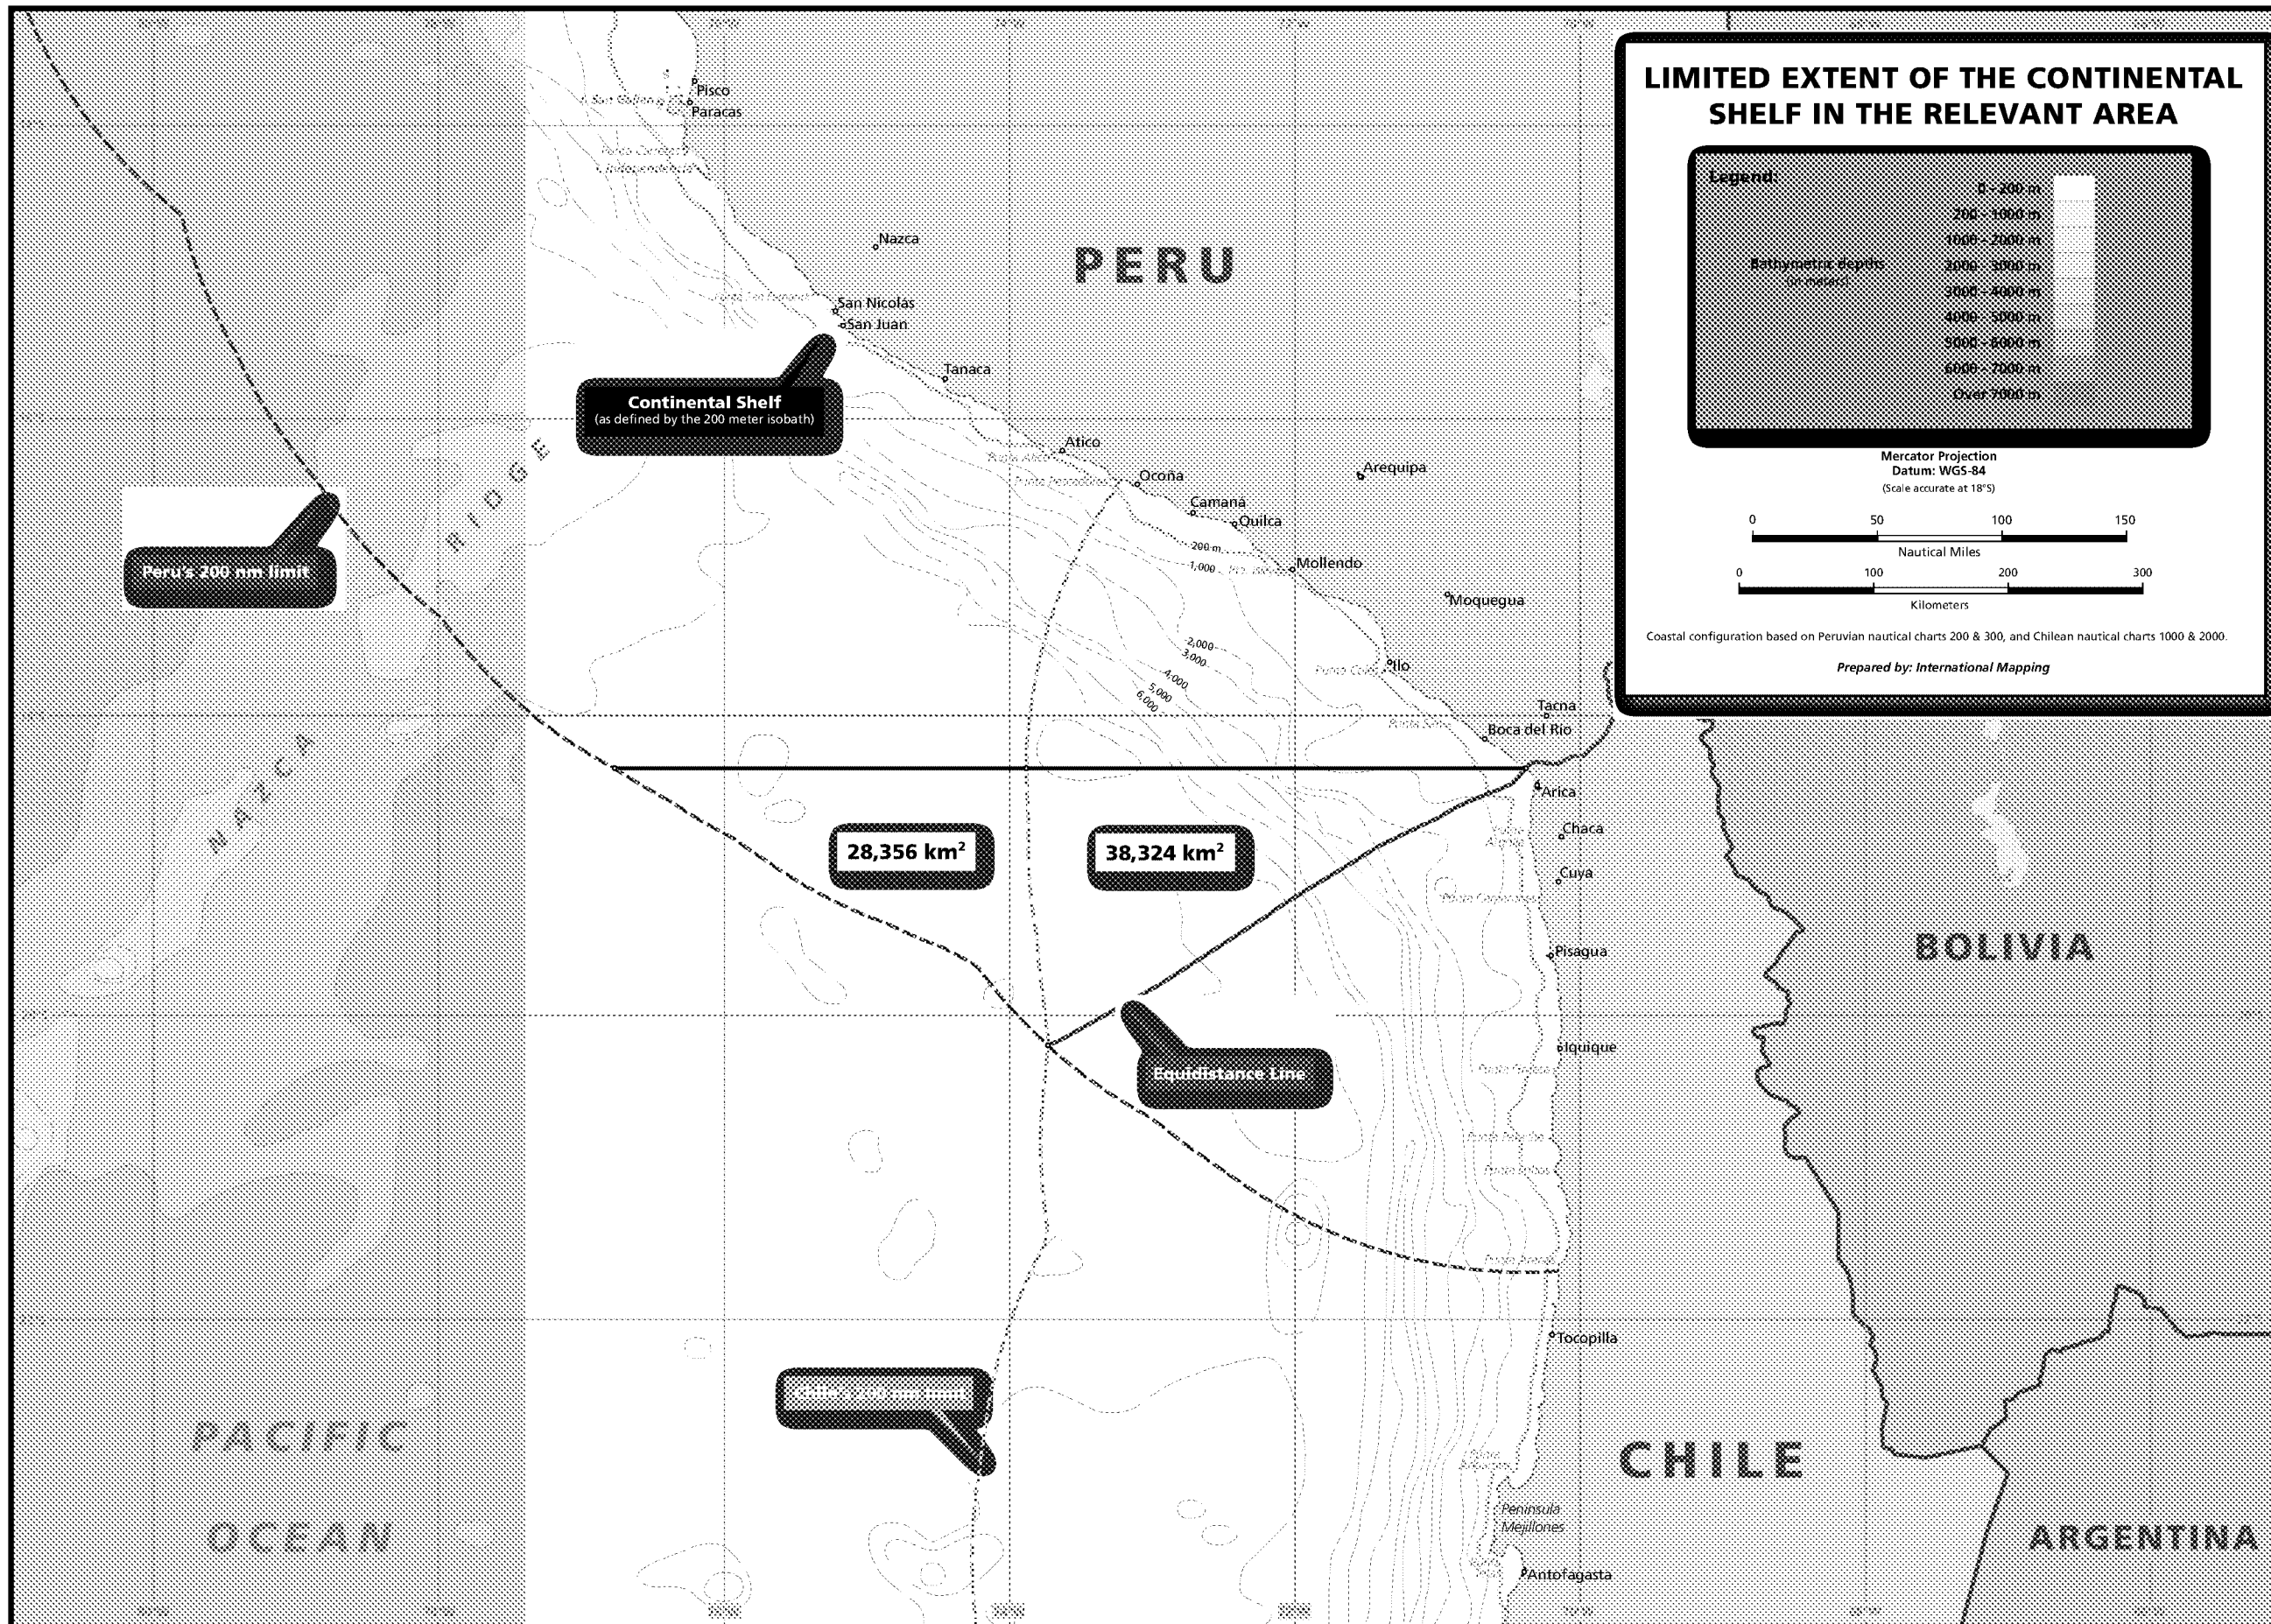 LIMITED EXTENT OF THE CONTINENTAL
SHELF IN THE RELEVANT AREA
Legend:
0 - 200 m
200 - 1000 m
1000 - 2000 m
Bathymetric depths
(in meters)
2000 - 3000 m
3000 - 4000 m
4000 - 5000 m
5000 - 6000 m
6000 - 7000 m
Over 7000 m
Mercator Projection
Datum: WGS-84
(Scale accurate at 18°S)
0 50 100 150
Nautical Miles
0 100 200 300
Kilometers
Coastal configuration based on Peruvian nautical charts 200 & 300, and Chilean nautical charts 1000 & 2000.
Prepared by: International Mapping
Pisco
Paracas
Nazca
PERU
San Nicolás
San Juan
Tanaca
Continental Shelf
(as defined by the 200 meter isobath)
Atico
Ocoña
Arequipa
Camaná
Quilca
200 m
1,000
Mollendo
Moquegua
Peru's 200 nm limit
NAZCA
RIDGE
2,000
3,000
4,000
5,000
6,000
Ilo
Tacna
Boca del Río
Arica
28,356 km²
38,324 km²
Chaca
Cuya
Pisagua
BOLIVIA
Equidistance Line
Iquique
Tocopilla
Chile's 200 nm limit
PACIFIC
OCEAN
CHILE
Peninsula
Mejillones
ARGENTINA
Antofagasta